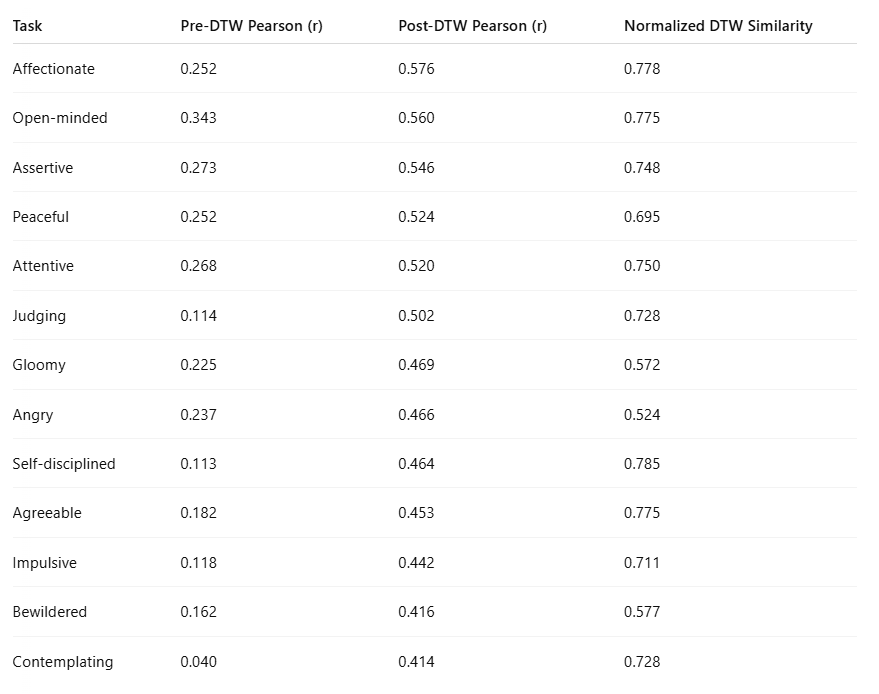 Task Pre-DTW Pearson (r) Post-DTW Pearson (r) Normalized DTW Similarity
Affectionate 0.252 0.576 0.778
Open-minded 0.343 0.560 0.775
Assertive 0.273 0.546 0.748
Peaceful 0.252 0.524 0.695
Attentive 0.268 0.520 0.750
Judging 0.114 0.502 0.728
Gloomy 0.225 0.469 0.572
Angry 0.237 0.466 0.524
Self-disciplined 0.113 0.464 0.785
Agreeable 0.182 0.453 0.775
Impulsive 0.118 0.442 0.711
Bewildered 0.162 0.416 0.577
Contemplating 0.040 0.414 0.728